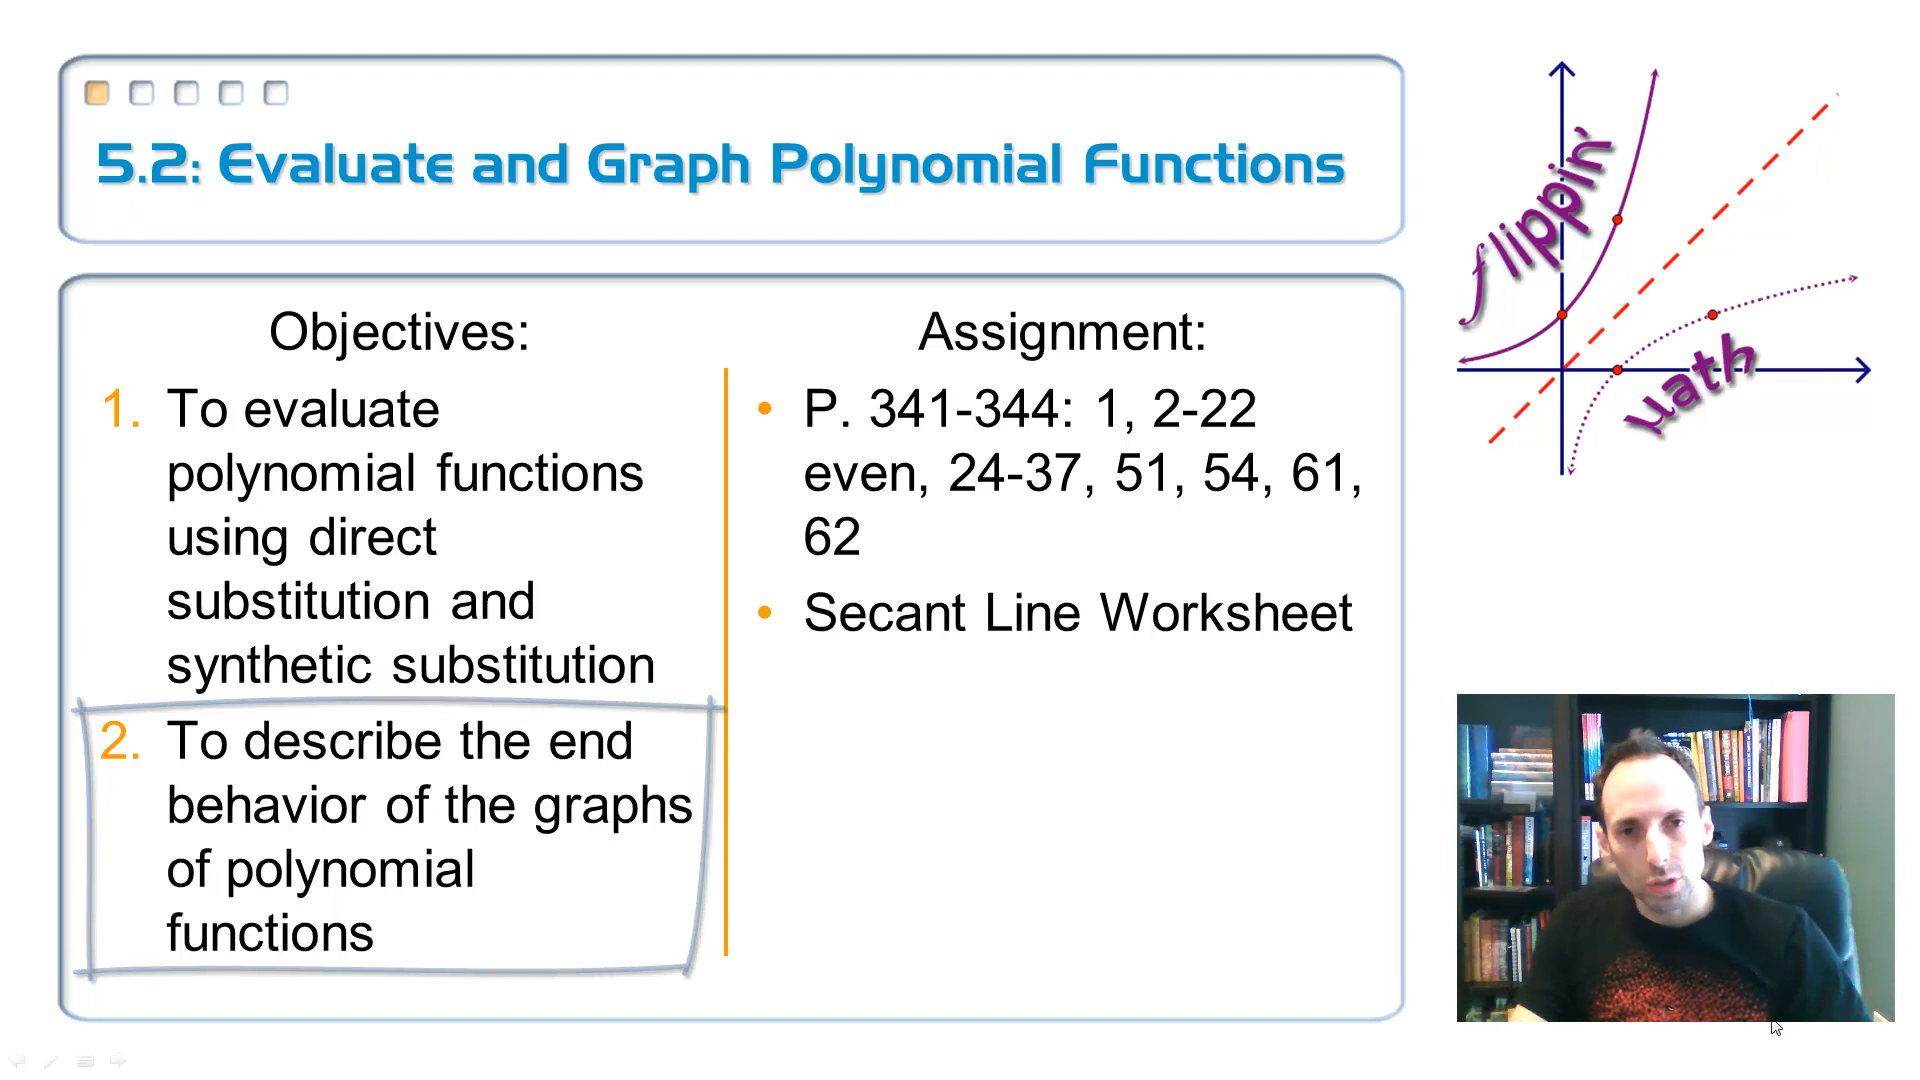 5.2: Evaluate and Graph Polynomial Functions
Objectives:
1. To evaluate
polynomial functions
using direct
substitution and
synthetic substitution
2. To describe the end
behavior of the graphs
of polynomial
functions
Assignment:
• P. 341-344: 1, 2-22
even, 24-37, 51, 54, 61,
62
• Secant Line Worksheet
flippin'
math